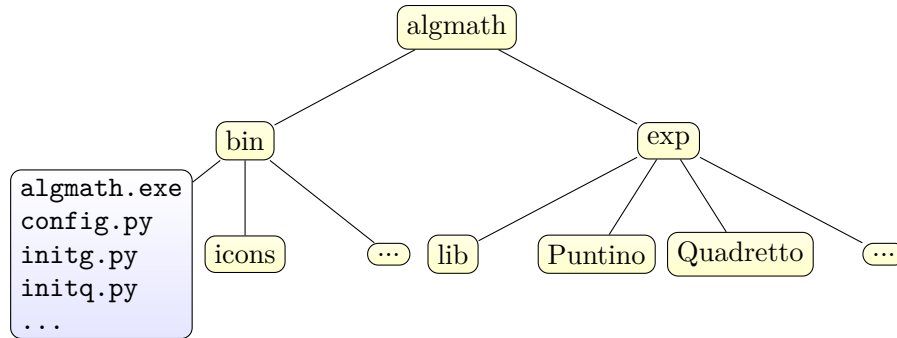 algmath
bin
exp
algmath.exe
config.py
initg.py
initq.py
...
icons
...
lib
Puntino
Quadretto
...